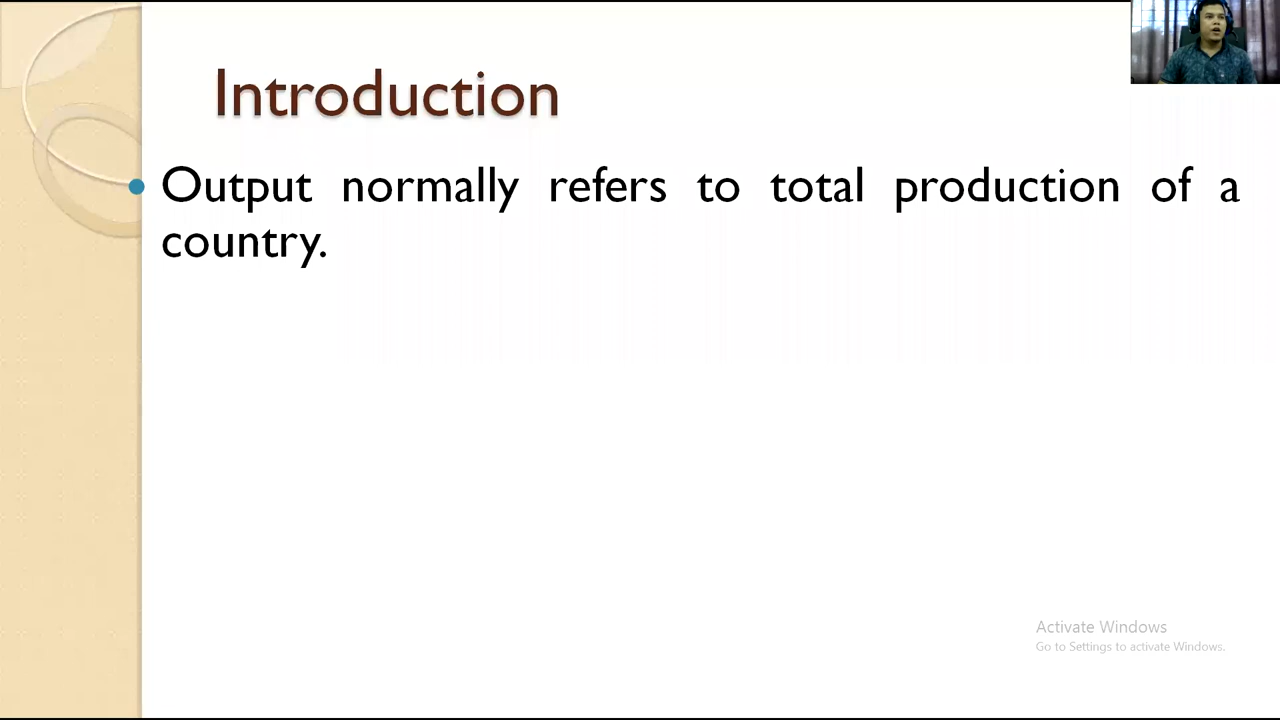 Introduction
Output normally refers to total production of a
country.
Activate Windows
Go to Settings to activate Windows.